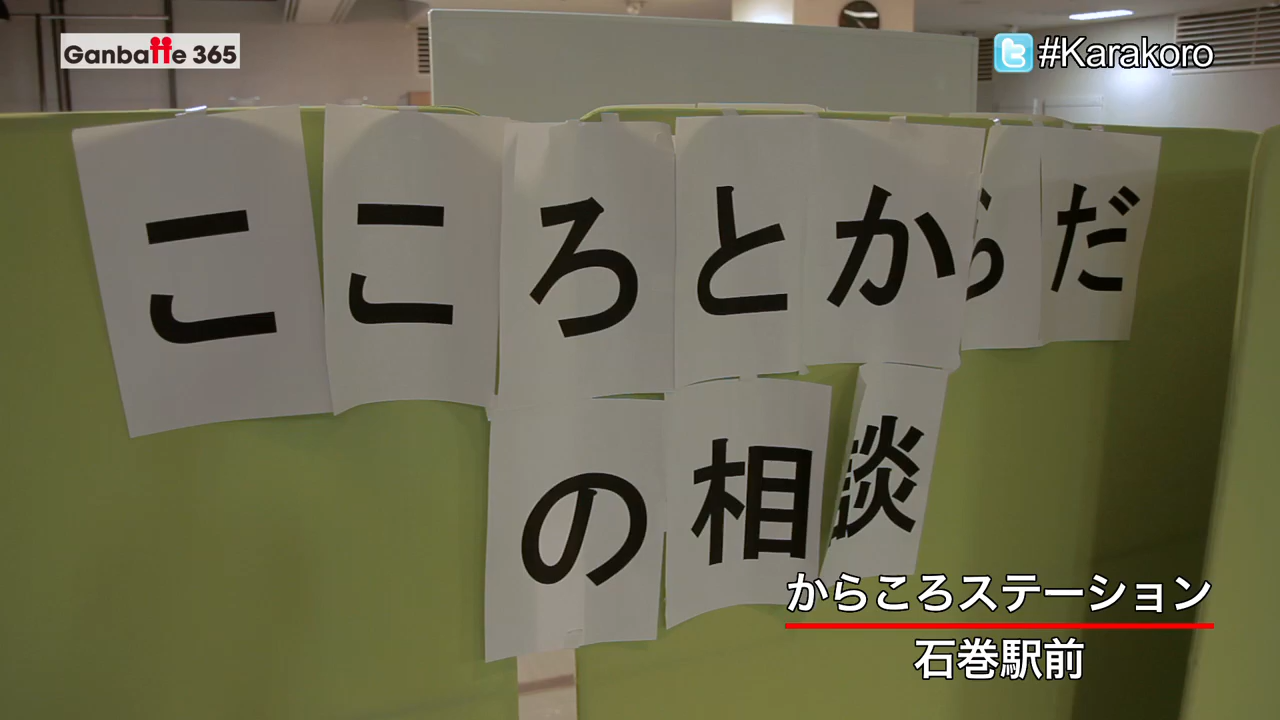 Ganbatte 365
#Karakoro
こころとからだ
の相談
からころステーション
石巻駅前